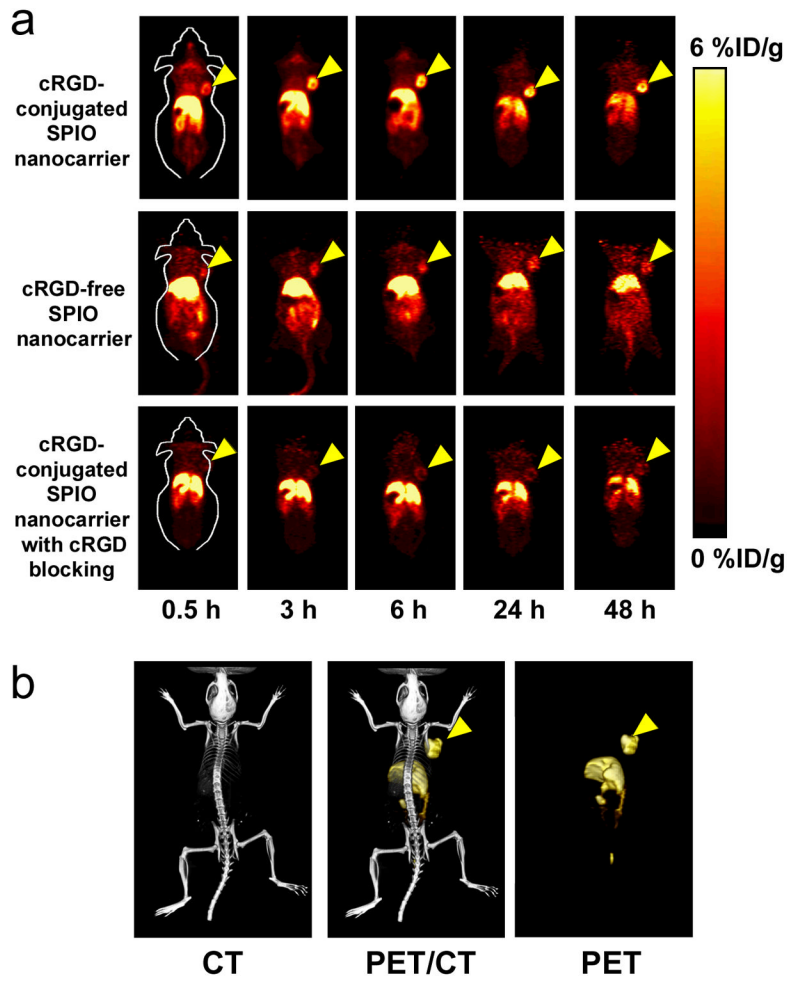 a
6 %ID/g
cRGD-
conjugated
SPIO
nanocarrier
cRGD-free
SPIO
nanocarrier
cRGD-
conjugated
SPIO
nanocarrier
with cRGD
blocking
0 %ID/g
0.5 h 3 h 6 h 24 h 48 h
b
CT PET/CT PET